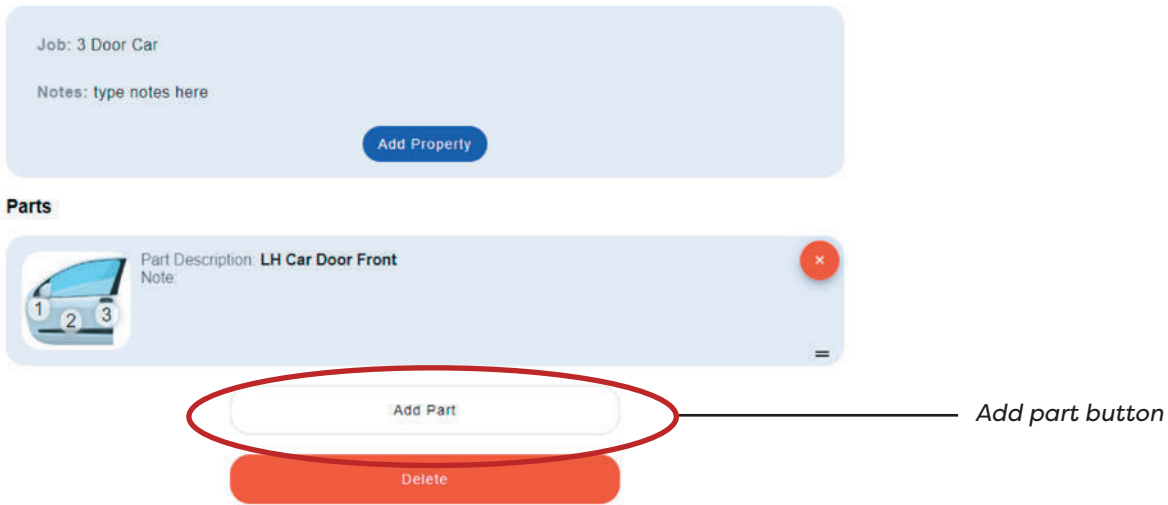 Job: 3 Door Car
Notes: type notes here
Add Property
Parts
Part Description: LH Car Door Front
Note:
×
1
2
3
=
Add Part
Add part button
Delete